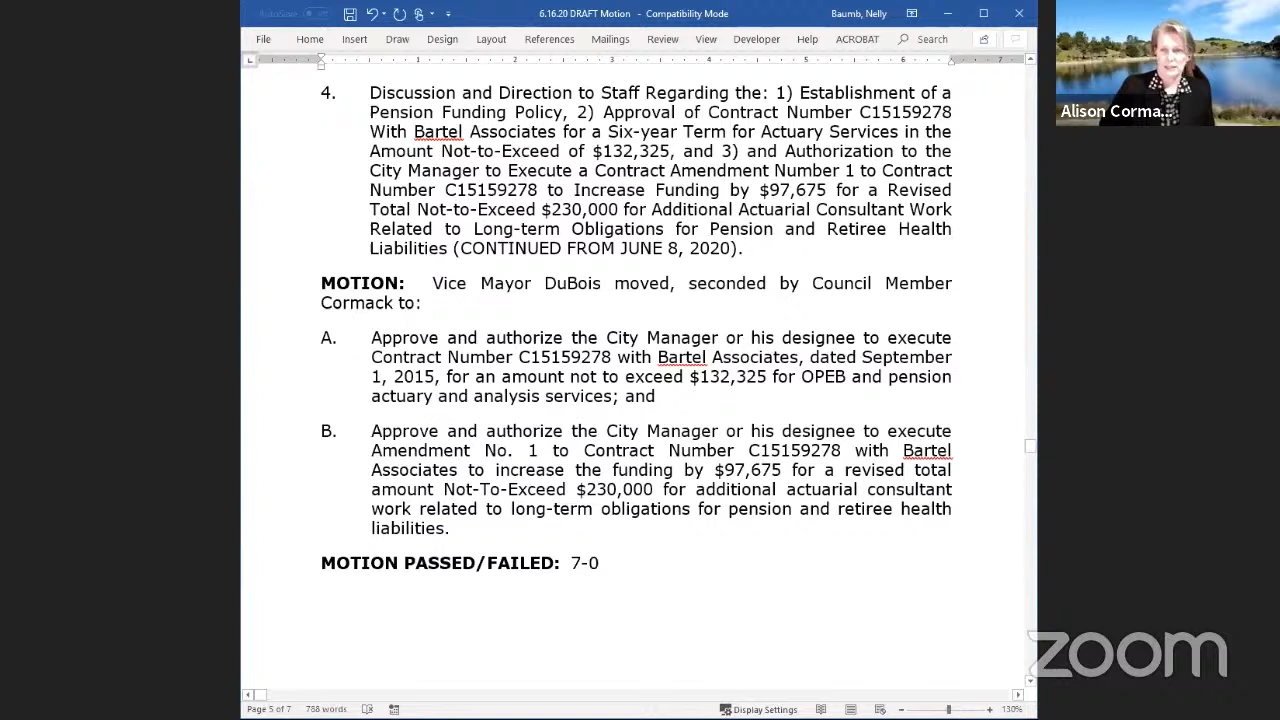 AutoSave
6.16.20 DRAFT Motion - Compatibility Mode
Baumb, Nelly
File Home Insert Draw Design Layout References Mailings Review View Developer Help ACROBAT Search
1 2 3 4 5 6 7
4. Discussion and Direction to Staff Regarding the: 1) Establishment of a
Pension Funding Policy, 2) Approval of Contract Number C15159278
With Bartel Associates for a Six-year Term for Actuary Services in the
Amount Not-to-Exceed of $132,325, and 3) and Authorization to the
City Manager to Execute a Contract Amendment Number 1 to Contract
Number C15159278 to Increase Funding by $97,675 for a Revised
Total Not-to-Exceed $230,000 for Additional Actuarial Consultant Work
Related to Long-term Obligations for Pension and Retiree Health
Liabilities (CONTINUED FROM JUNE 8, 2020).
MOTION: Vice Mayor DuBois moved, seconded by Council Member
Cormack to:
A. Approve and authorize the City Manager or his designee to execute
Contract Number C15159278 with Bartel Associates, dated September
1, 2015, for an amount not to exceed $132,325 for OPEB and pension
actuary and analysis services; and
B. Approve and authorize the City Manager or his designee to execute
Amendment No. 1 to Contract Number C15159278 with Bartel
Associates to increase the funding by $97,675 for a revised total
amount Not-To-Exceed $230,000 for additional actuarial consultant
work related to long-term obligations for pension and retiree health
liabilities.
MOTION PASSED/FAILED: 7-0
Page 5 of 7 788 words
Display Settings
130%
Alison Corma...
zoom